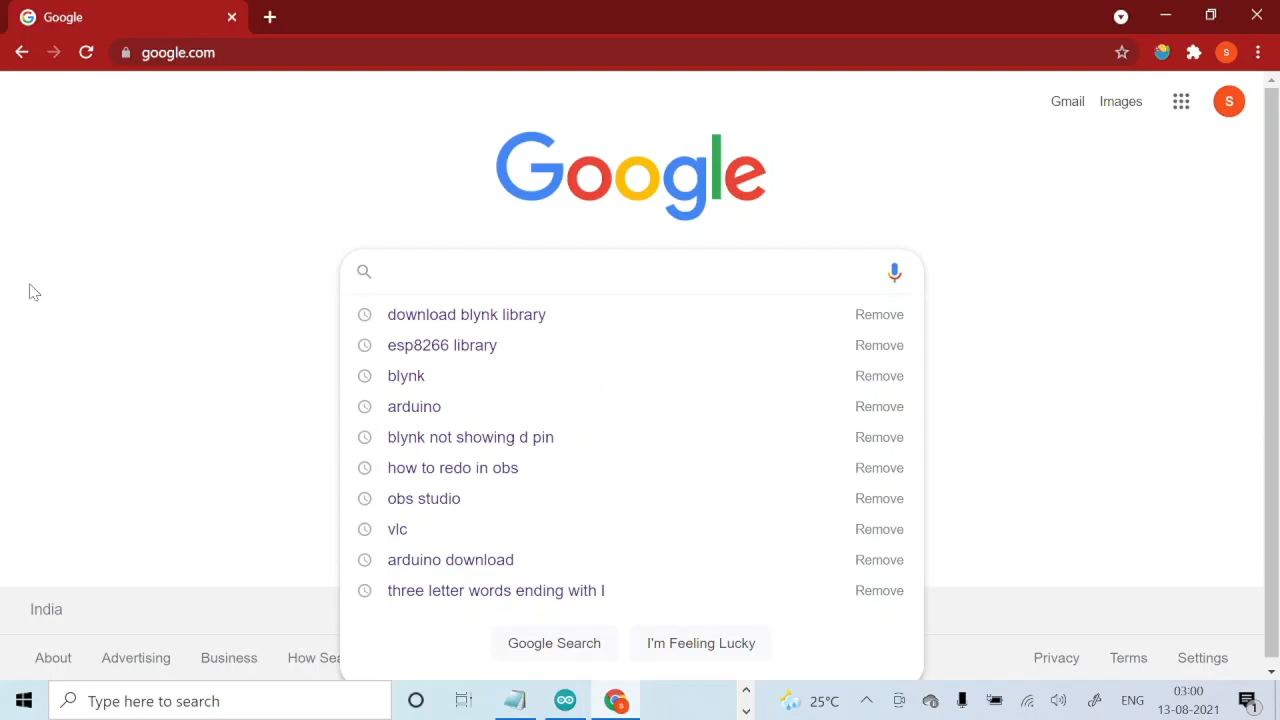 Google
google.com
S
Gmail Images
S
Google
download blynk library Remove
esp8266 library Remove
blynk Remove
arduino Remove
blynk not showing d pin Remove
how to redo in obs Remove
obs studio Remove
vlc Remove
arduino download Remove
three letter words ending with l Remove
Google Search I'm Feeling Lucky
India
About Advertising Business How Sea
Privacy Terms Settings
Type here to search
S
25°C
ENG
03:00
13-08-2021
1